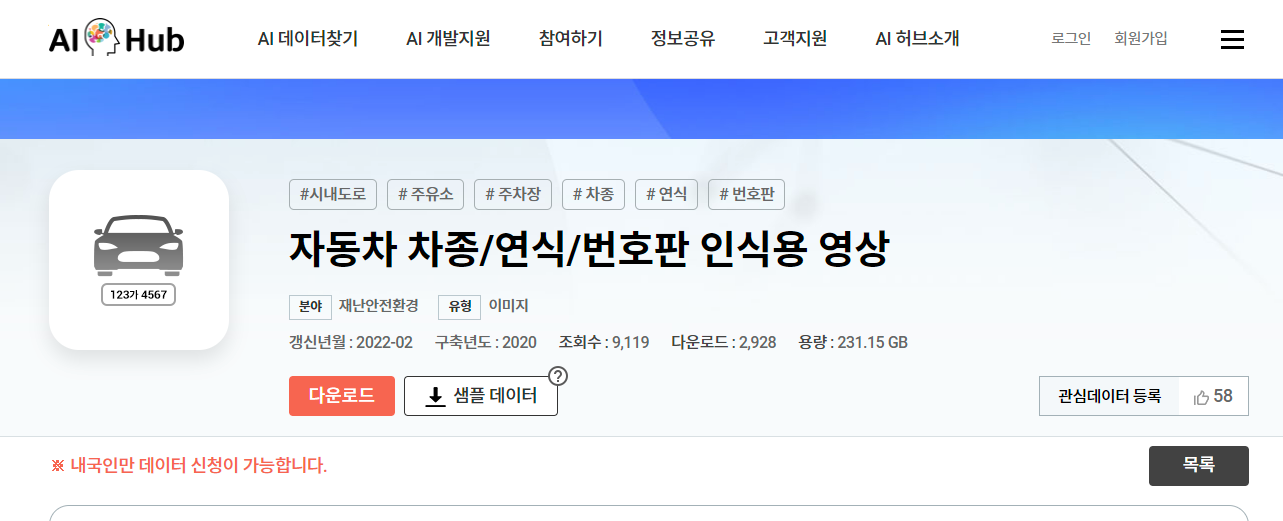 AI Hub
AI 데이터찾기 AI 개발지원 참여하기 정보공유 고객지원 AI 허브소개 로그인 회원가입
#시내도로 # 주유소 # 주차장 # 차종 # 연식 # 번호판
자동차 차종/연식/번호판 인식용 영상
123가 4567
분야 재난안전환경 유형 이미지
갱신년월 : 2022-02 구축년도 : 2020 조회수 : 9,119 다운로드 : 2,928 용량 : 231.15 GB
다운로드 샘플 데이터 ? 관심데이터 등록 58
※ 내국인만 데이터 신청이 가능합니다. 목록